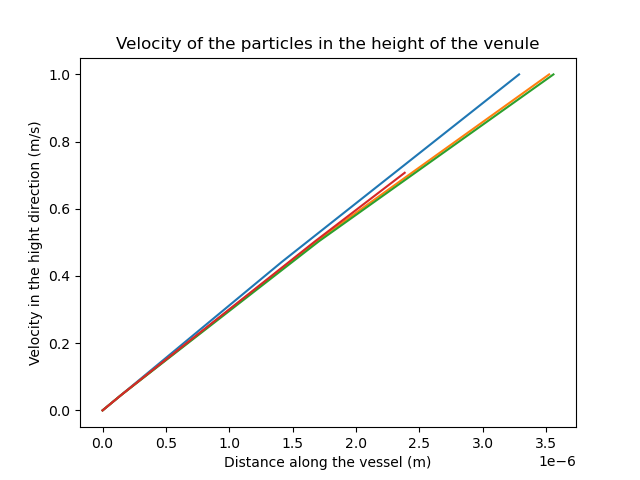 Velocity of the particles in the height of the venule
Velocity in the hight direction (m/s)
1.0
0.8
0.6
0.4
0.2
0.0
0.0 0.5 1.0 1.5 2.0 2.5 3.0 3.5
1e−6
Distance along the vessel (m)